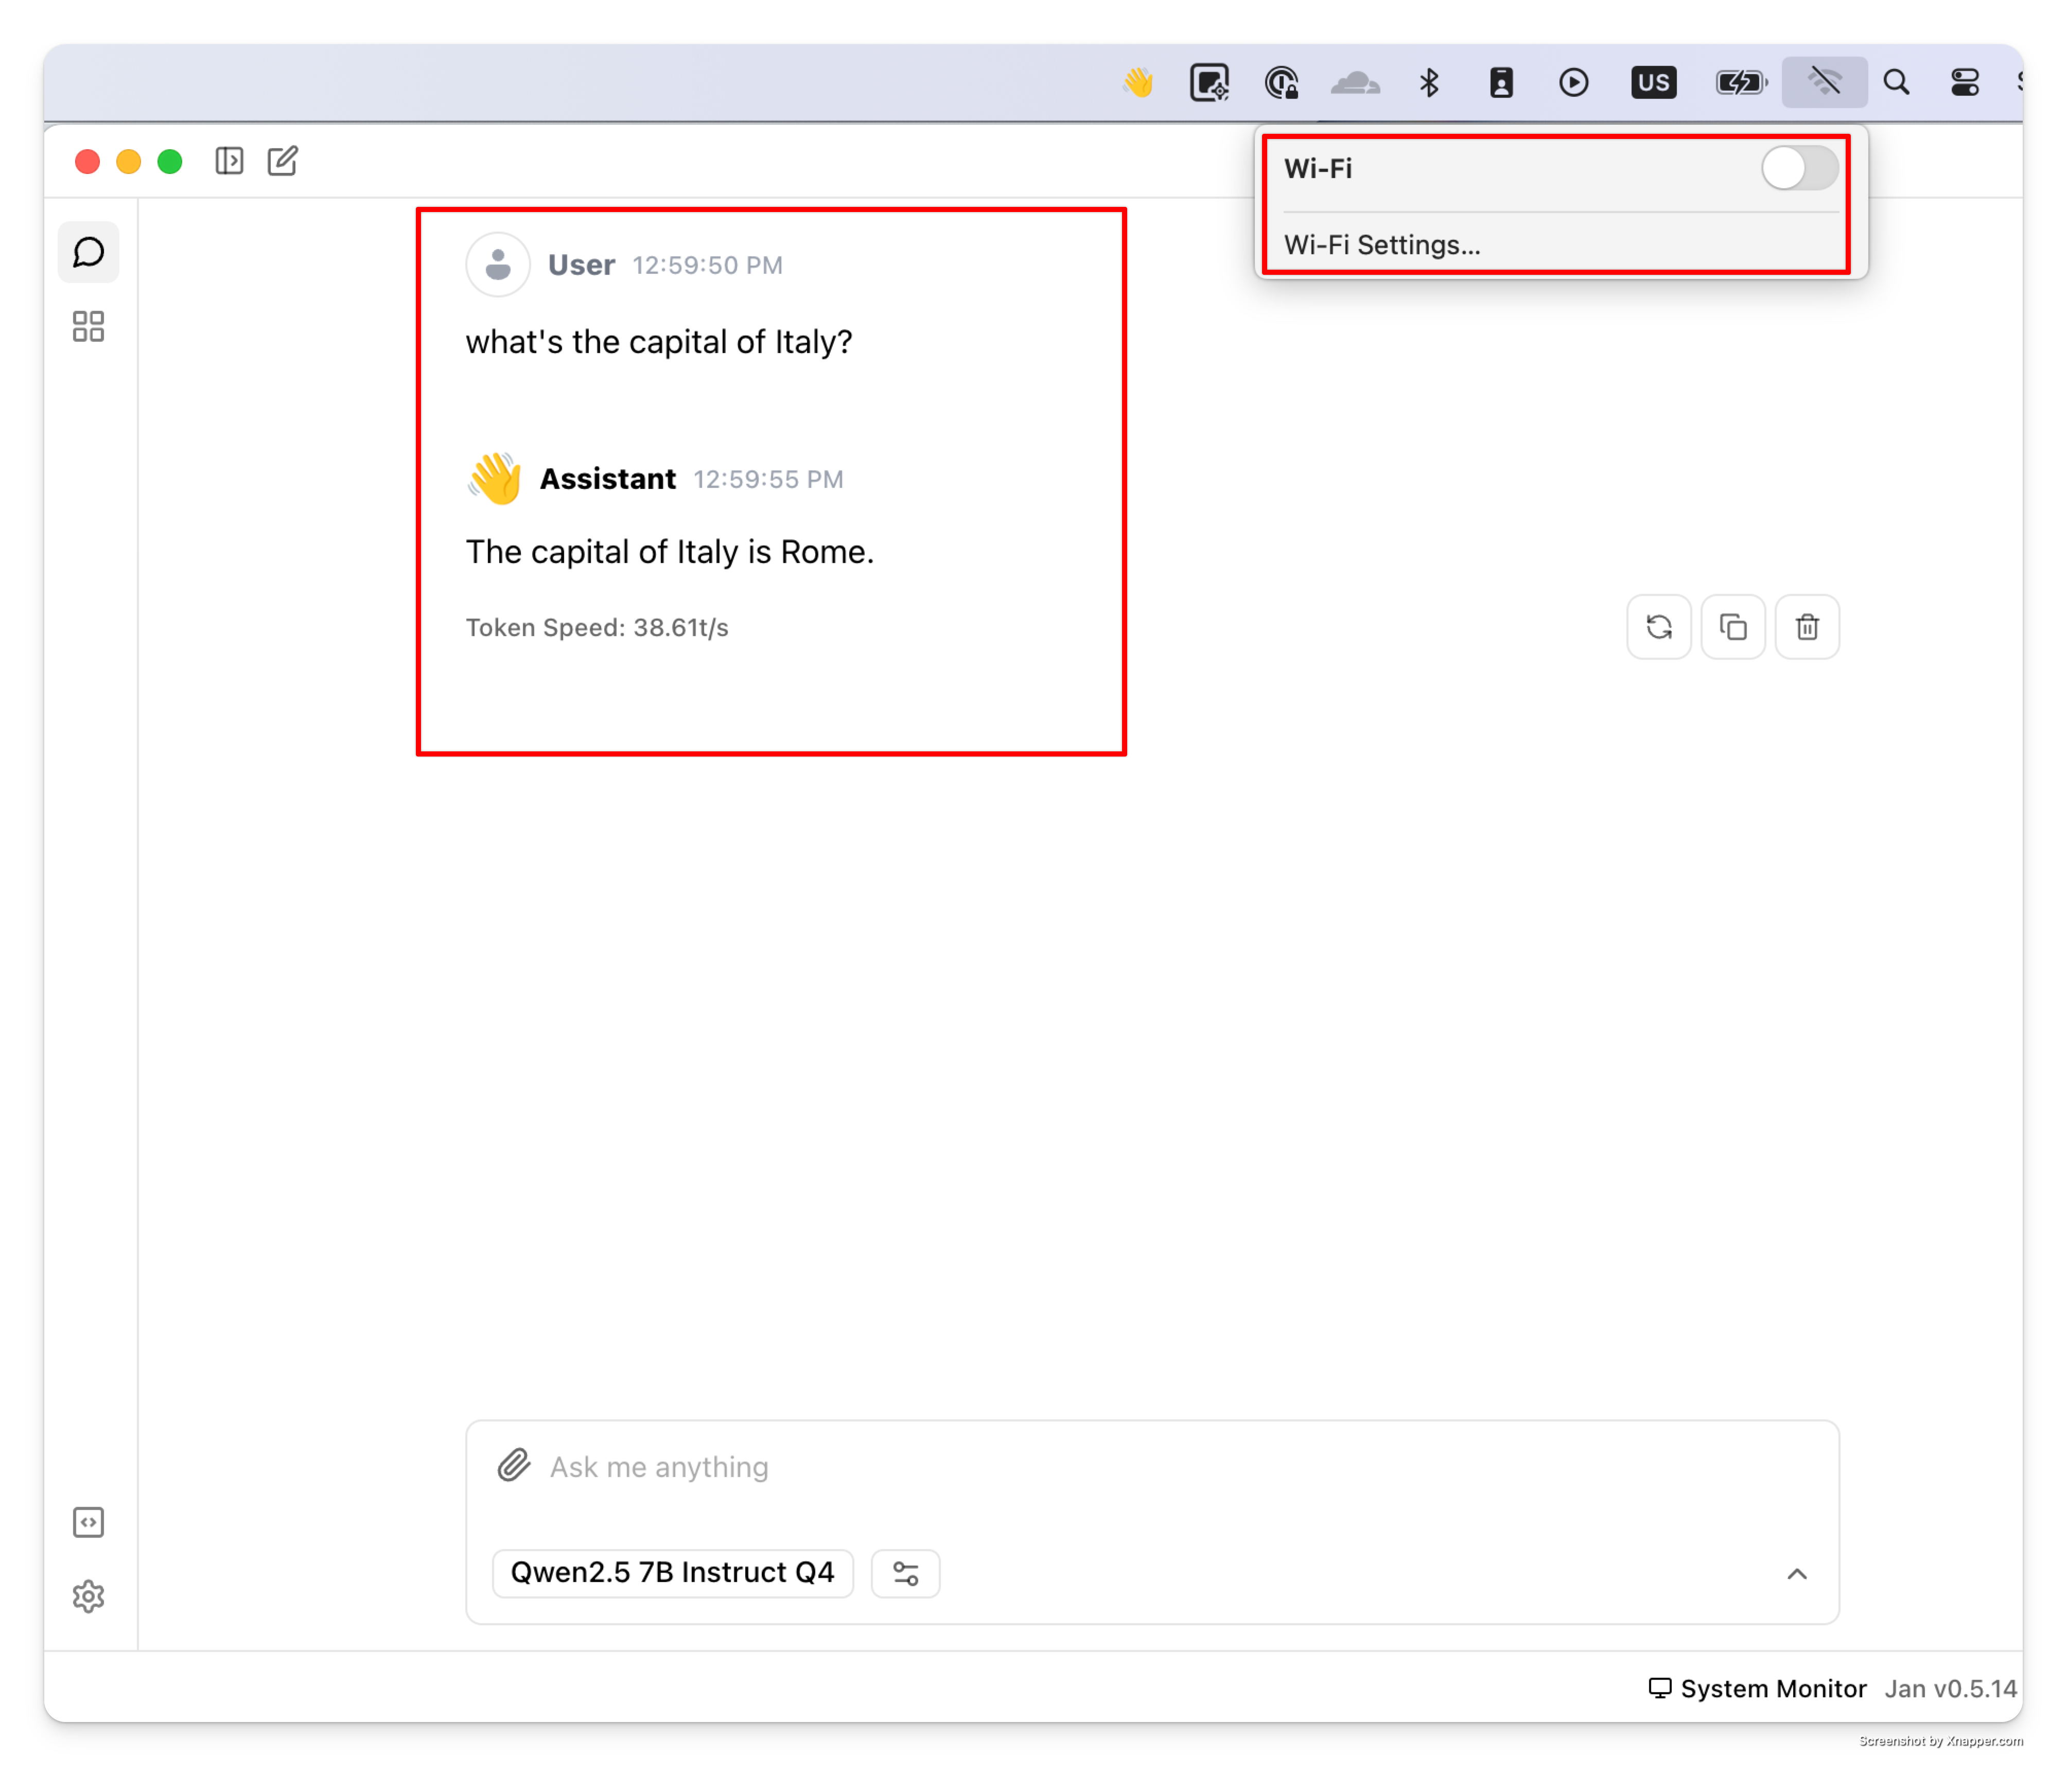 US
Wi-Fi
Wi-Fi Settings...
User 12:59:50 PM
what's the capital of Italy?
Assistant 12:59:55 PM
The capital of Italy is Rome.
Token Speed: 38.61t/s
Ask me anything
Qwen2.5 7B Instruct Q4
System Monitor Jan v0.5.14
Screenshot by Xnapper.com